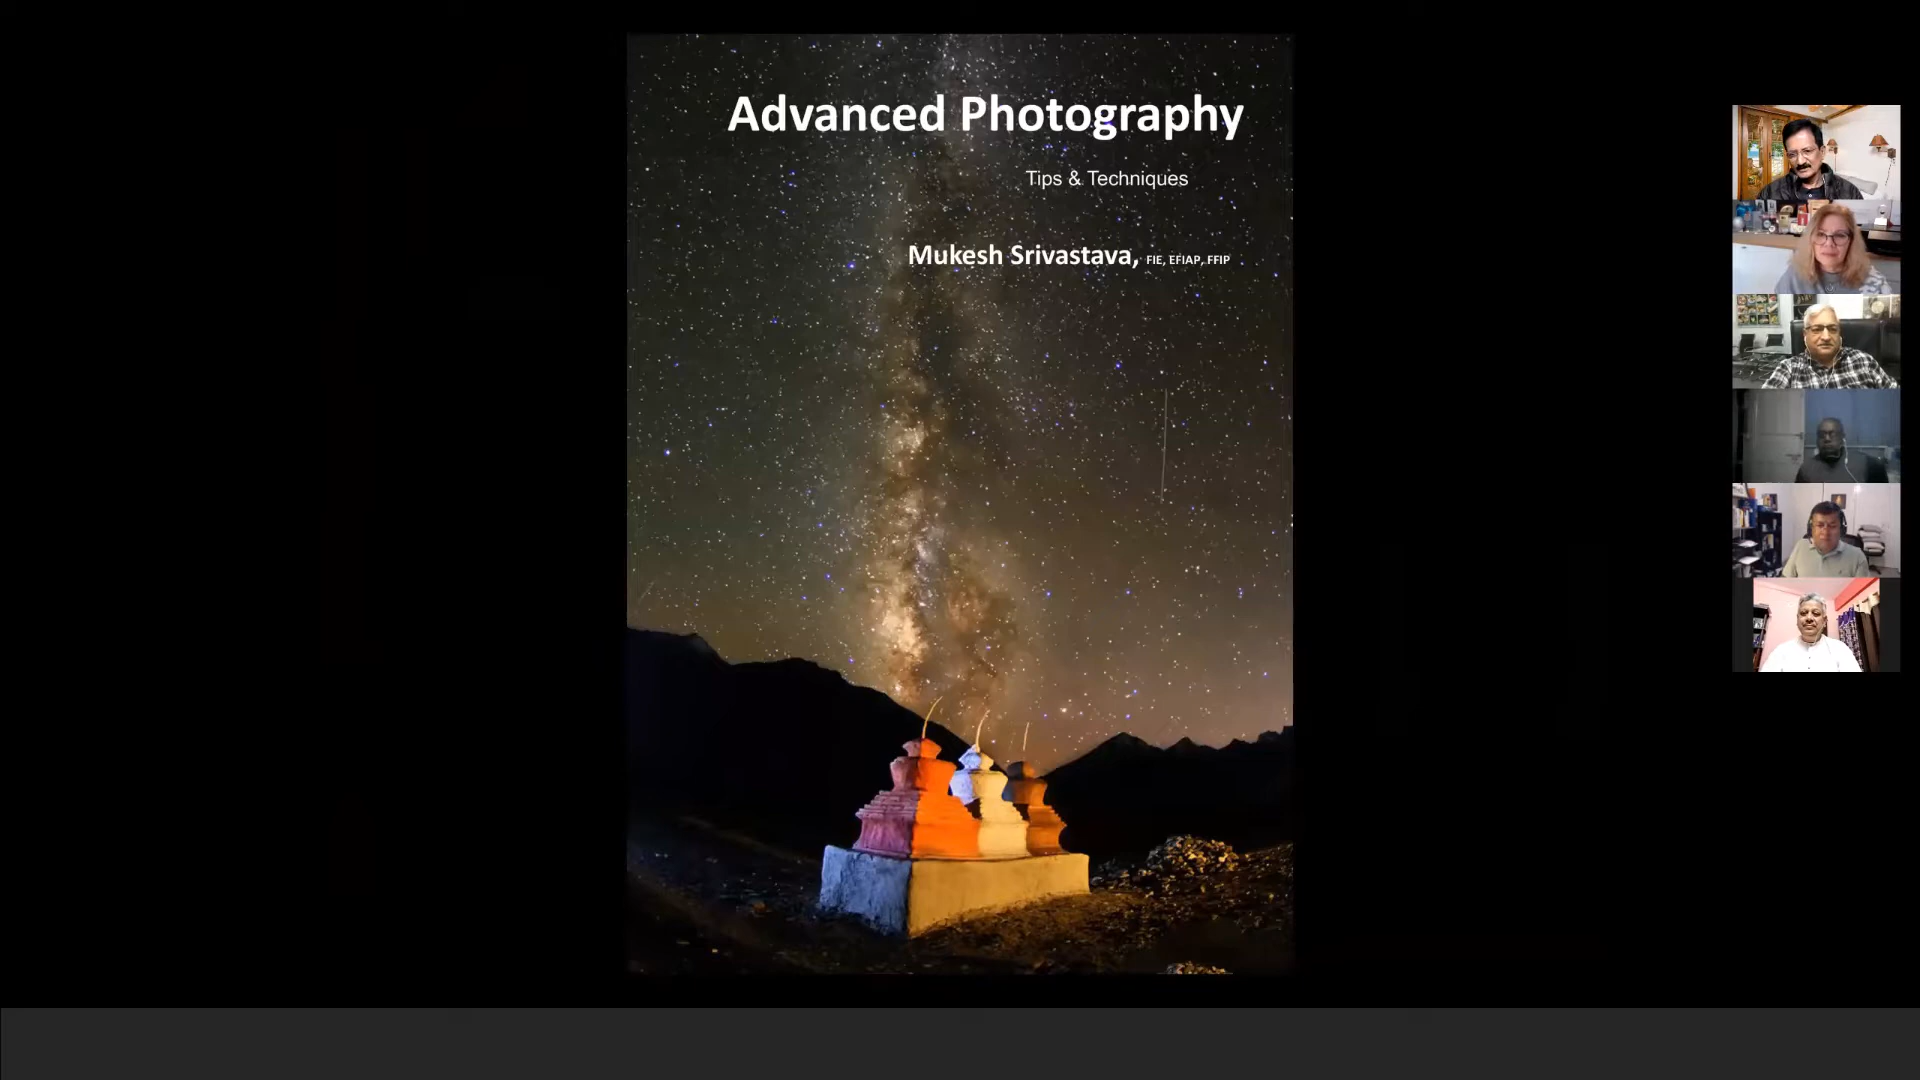 Advanced Photography
Tips & Techniques
Mukesh Srivastava, FIE, EFIAP, FFIP